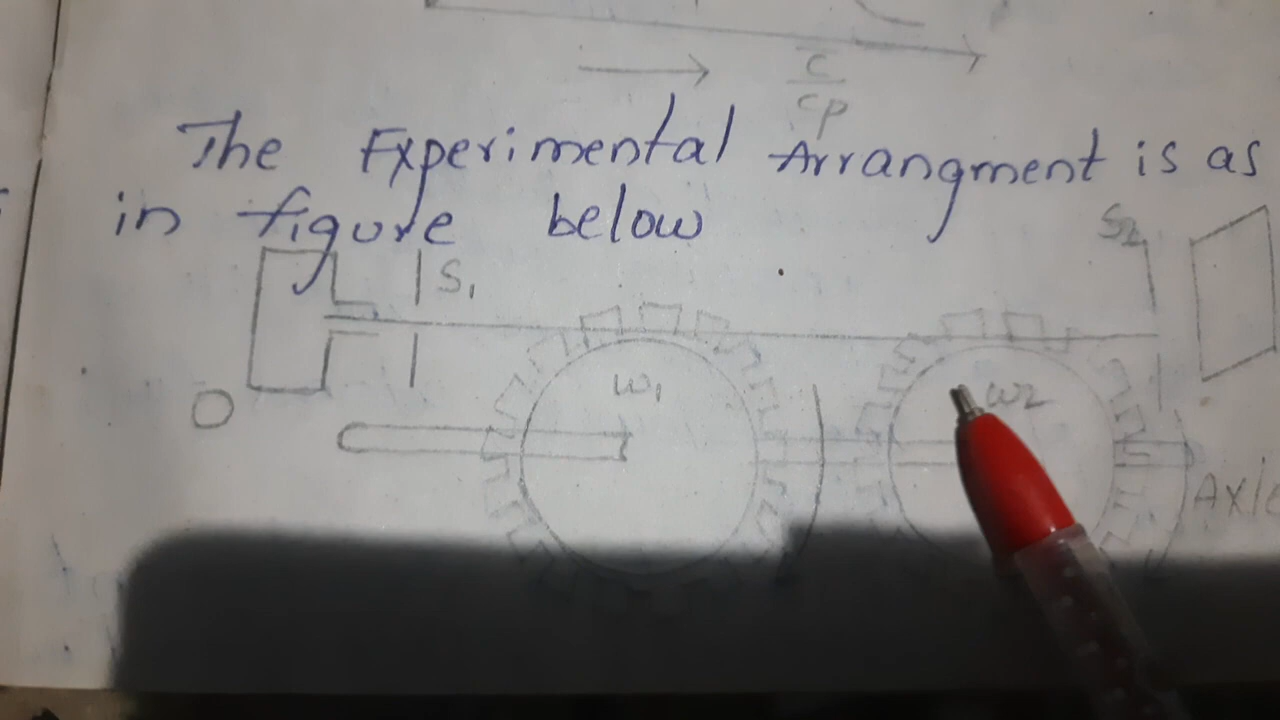 C
cp
The Experimental Arrangment is as
in figure below
S2
S1
O
W1
W2
Axle